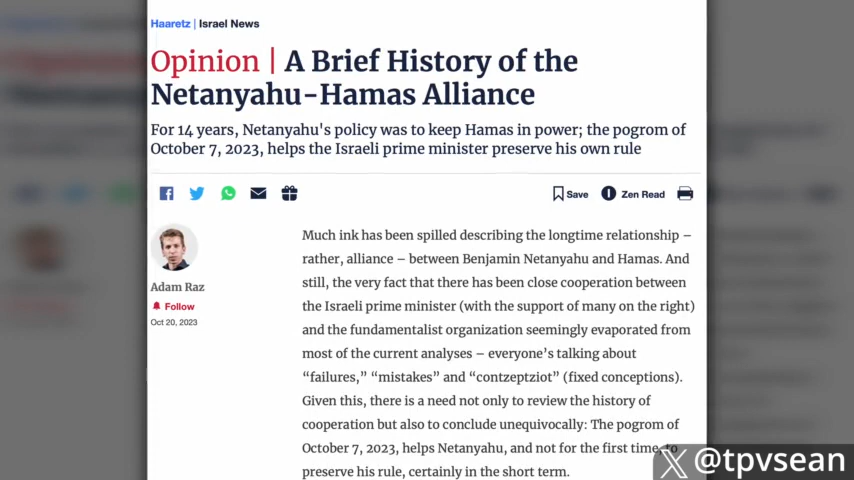 Haaretz | Israel News
Opinion | A Brief History of the
Netanyahu-Hamas Alliance
For 14 years, Netanyahu's policy was to keep Hamas in power; the pogrom of
October 7, 2023, helps the Israeli prime minister preserve his own rule
Save
Zen Read
Adam Raz
Follow
Oct 20, 2023
Much ink has been spilled describing the longtime relationship –
rather, alliance – between Benjamin Netanyahu and Hamas. And
still, the very fact that there has been close cooperation between
the Israeli prime minister (with the support of many on the right)
and the fundamentalist organization seemingly evaporated from
most of the current analyses – everyone's talking about
“failures,” “mistakes” and “contzeptziot” (fixed conceptions).
Given this, there is a need not only to review the history of
cooperation but also to conclude unequivocally: The pogrom of
October 7, 2023, helps Netanyahu, and not for the first time, to
preserve his rule, certainly in the short term.
X @tpvsean